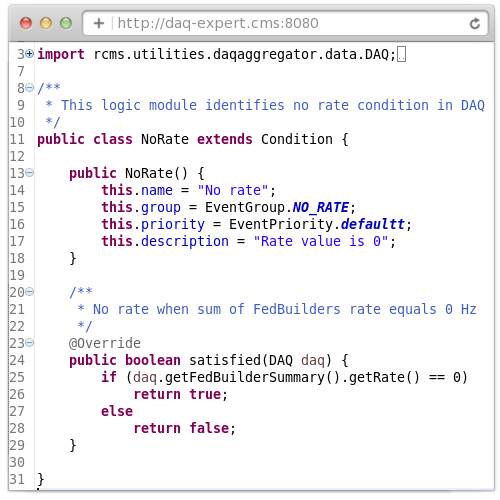 http://daq-expert.cms:8080
3 import rcms.utilities.daqaggregator.data.DAQ;
7
8 /**
9  * This logic module identifies no rate condition in DAQ
10  */
11 public class NoRate extends Condition {
12
13     public NoRate() {
14         this.name = "No rate";
15         this.group = EventGroup.NO_RATE;
16         this.priority = EventPriority.defaultt;
17         this.description = "Rate value is 0";
18     }
19
20     /**
21      * No rate when sum of FedBuilders rate equals 0 Hz
22      */
23     @Override
24     public boolean satisfied(DAQ daq) {
25         if (daq.getFedBuilderSummary().getRate() == 0)
26             return true;
27         else
28             return false;
29     }
30
31 }